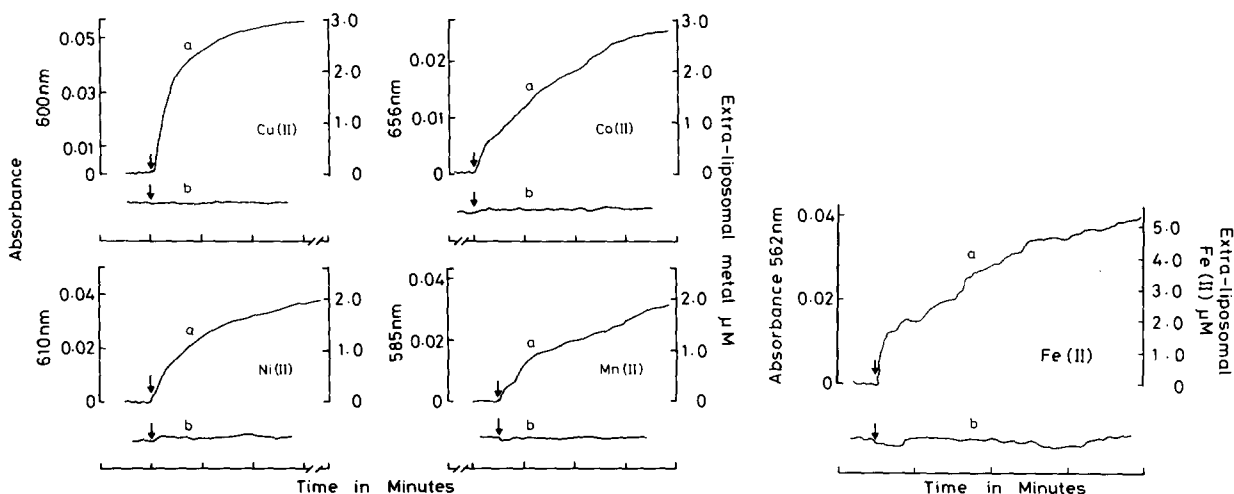 Absorbance
600nm
0.05
0.03
0.01
0
a
Cu (II)
b
3.0
2.0
1.0
0
656nm
0.02
0.01
0
a
Co (II)
b
3.0
2.0
1.0
0
610nm
0.04
0.02
0
a
Ni (II)
b
2.0
1.0
0
585nm
0.04
0.02
0
a
Mn (II)
b
2.0
1.0
0
Extra-liposomal metal μM
Time in Minutes
Absorbance 562nm
0.04
0.02
0
a
Fe (II)
b
5.0
4.0
3.0
2.0
1.0
0
Extra-liposomal
Fe (II) μM
Time in Minutes